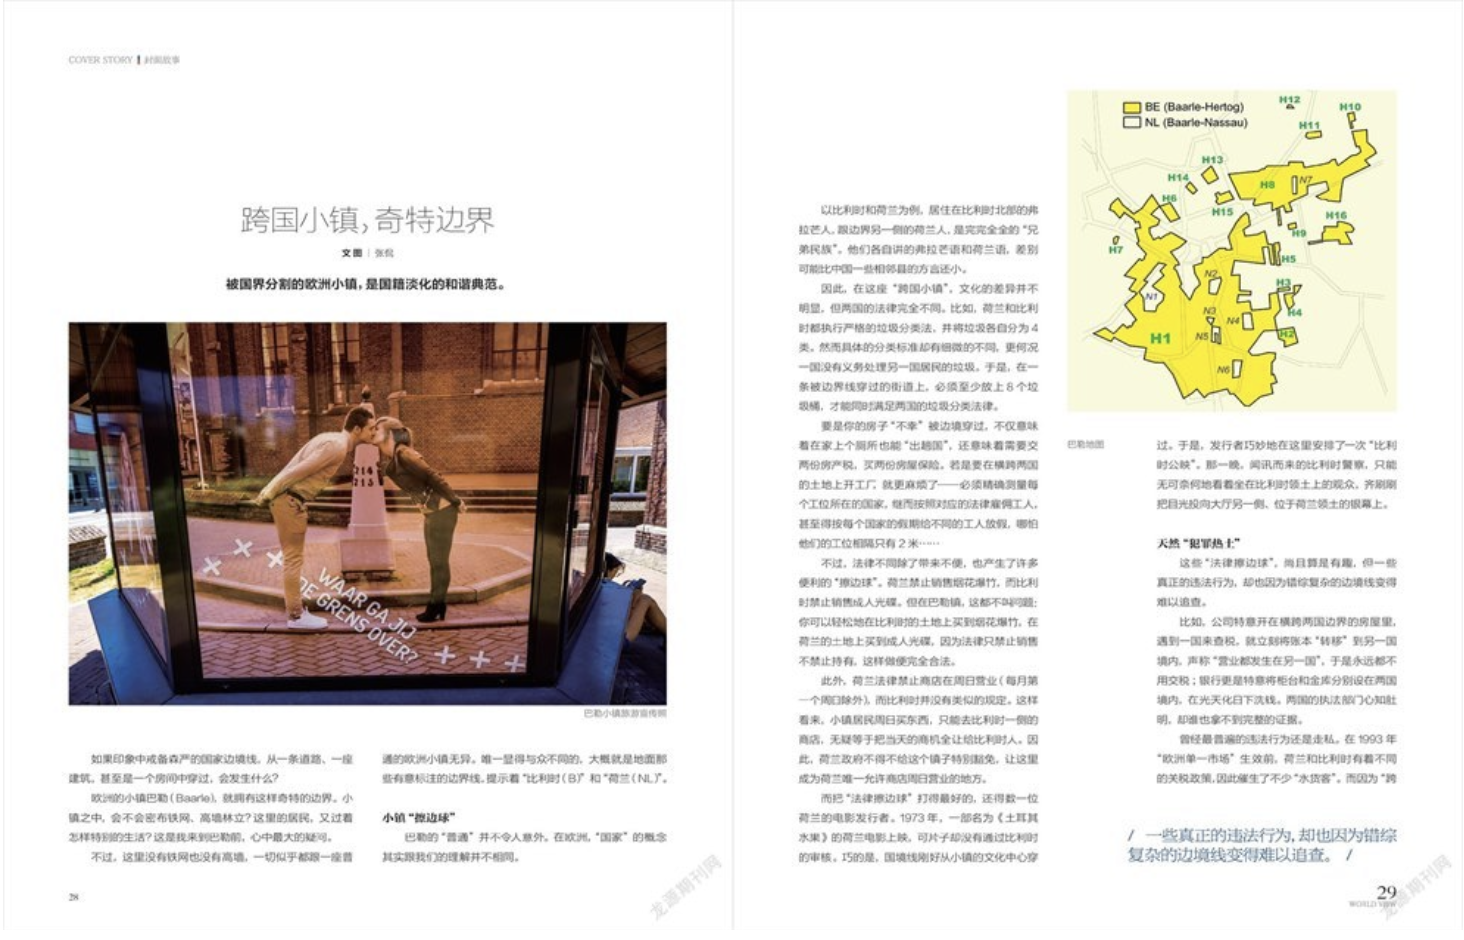 COVER STORY 封面故事
跨国小镇，奇特边界
文图｜张侃
被国界分割的欧洲小镇，是国籍淡化的和谐典范。
214
215
WAAR GA JIJ
DE GRENS OVER?
巴勒小镇旅游宣传照
如果印象中戒备森严的国家边境线，从一条道路、一座
建筑，甚至是一个房间中穿过，会发生什么？
欧洲的小镇巴勒（Baarle），就拥有这样奇特的边界。小
镇之中，会不会密布铁网、高墙林立？这里的居民，又过着
怎样特别的生活？这是我来到巴勒前，心中最大的疑问。
不过，这里没有铁网也没有高墙，一切似乎都跟一座普
通的欧洲小镇无异。唯一显得与众不同的，大概就是地面那
些有意标注的边界线，提示着“比利时（B）”和“荷兰（NL）”。
小镇“擦边球”
巴勒的“普通”并不令人意外。在欧洲，“国家”的概念
其实跟我们的理解并不相同。
28
以比利时和荷兰为例，居住在比利时北部的弗
拉芒人，跟边界另一侧的荷兰人，是完完全全的“兄
弟民族”。他们各自讲的弗拉芒语和荷兰语，差别
可能比中国一些相邻县的方言还小。
因此，在这座“跨国小镇”，文化的差异并不
明显，但两国的法律完全不同。比如，荷兰和比利
时都执行严格的垃圾分类法，并将垃圾各自分为 4
类。然而具体的分类标准却有细微的不同，更何况
一国没有义务处理另一国居民的垃圾。于是，在一
条被边界线穿过的街道上，必须至少放上 8 个垃
圾桶，才能同时满足两国的垃圾分类法律。
要是你的房子“不幸”被边境穿过，不仅意味
着在家上个厕所也能“出趟国”，还意味着需要交
两份房产税，买两份房屋保险。若是要在横跨两国
的土地上开工厂，就更麻烦了——必须精确测量每
个工位所在的国家，继而按照对应的法律雇佣工人，
甚至得按每个国家的假期给不同的工人放假，哪怕
他们的工位相隔只有 2 米……
不过，法律不同除了带来不便，也产生了许多
便利的“擦边球”。荷兰禁止销售烟花爆竹，而比利
时禁止销售成人光碟。但在巴勒镇，这都不叫问题：
你可以轻松地在比利时的土地上买到烟花爆竹，在
荷兰的土地上买到成人光碟，因为法律只禁止销售
不禁止持有，这样做便完全合法。
此外，荷兰法律禁止商店在周日营业（每月第
一个周日除外），而比利时并没有类似的规定。这样
看来，小镇居民周日买东西，只能去比利时一侧的
商店，无疑等于把当天的商机全让给比利时人。因
此，荷兰政府不得不给这个镇子特别豁免，让这里
成为荷兰唯一允许商店周日营业的地方。
而把“法律擦边球”打得最好的，还得数一位
荷兰的电影发行者。1973 年，一部名为《土耳其
水果》的荷兰电影上映，可片子却没有通过比利时
的审核。巧的是，国境线刚好从小镇的文化中心穿
BE (Baarle-Hertog)
NL (Baarle-Nassau)
H12
H10
H11
H13
H14
H8
N7
H6
H15
H16
H9
H7
H5
N2
H3
N1
N3
N4
H4
H1
N5
H2
N6
巴勒地图
过。于是，发行者巧妙地在这里安排了一次“比利
时公映”。那一晚，闻讯而来的比利时警察，只能
无可奈何地看着坐在比利时领土上的观众，齐刷刷
把目光投向大厅另一侧、位于荷兰领土的银幕上。
天然“犯罪热土”
这些“法律擦边球”，尚且算是有趣，但一些
真正的违法行为，却也因为错综复杂的边境线变得
难以追查。
比如，公司特意开在横跨两国边界的房屋里，
遇到一国来查税，就立刻将账本“转移”到另一国
境内，声称“营业都发生在另一国”，于是永远都不
用交税；银行更是特意将柜台和金库分别设在两国
境内，在光天化日下洗钱。两国的执法部门心知肚
明，却谁也拿不到完整的证据。
曾经最普遍的违法行为还是走私。在 1993 年
“欧洲单一市场”生效前，荷兰和比利时有着不同
的关税政策，因此催生了不少“水货客”。而因为“跨
/ 一些真正的违法行为，却也因为错综
复杂的边境线变得难以追查。 /
29
WORLD VIEW
龙源期刊网
龙源期刊网